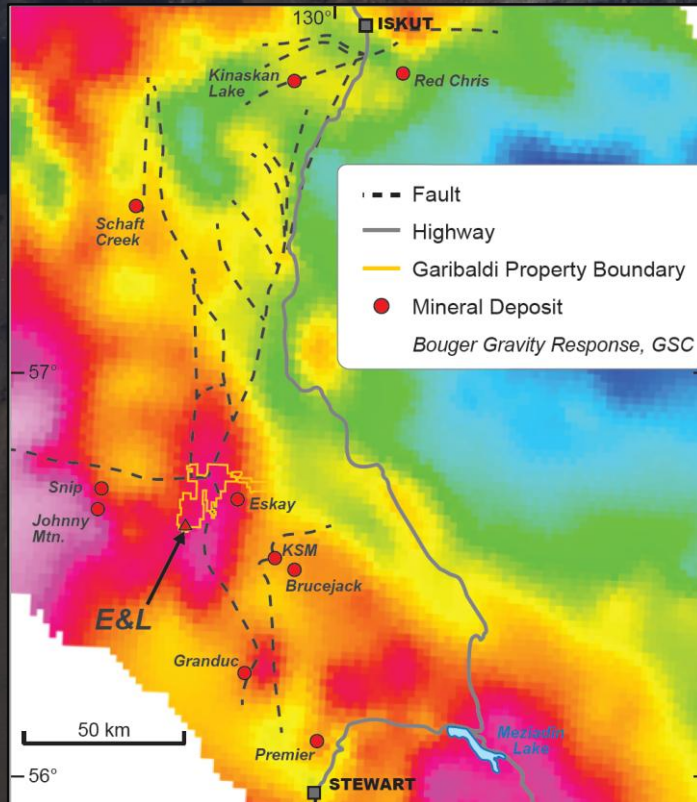 130°
ISKUT
Kinaskan
Lake
Red Chris
Fault
Highway
Garibaldi Property Boundary
Mineral Deposit
Bouger Gravity Response, GSC
Schaft
Creek
57°
Snip
Johnny
Mtn.
Eskay
KSM
Brucejack
E&L
Granduc
50 km
Premier
Meziadin
Lake
56°
STEWART